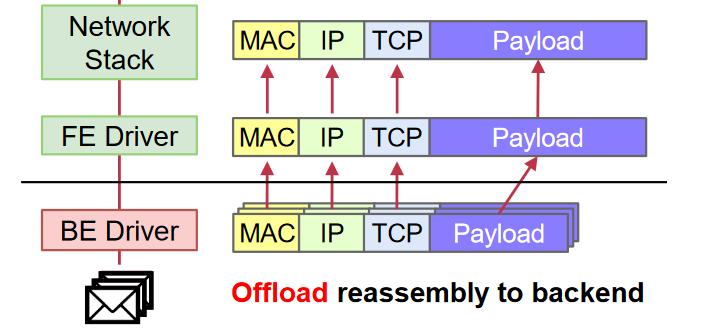 Network
Stack
MAC IP TCP Payload
FE Driver
MAC IP TCP Payload
BE Driver
MAC IP TCP Payload
Offload reassembly to backend